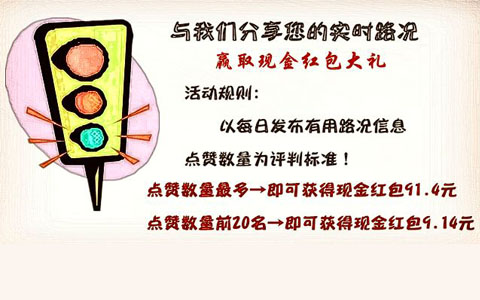 与我们分享您的实时路况
赢取现金红包大礼
活动规则:
以每日发布有用路况信息
点赞数量为评判标准！
点赞数量最多→即可获得现金红包91.4元
点赞数量前20名→即可获得现金红包9.14元